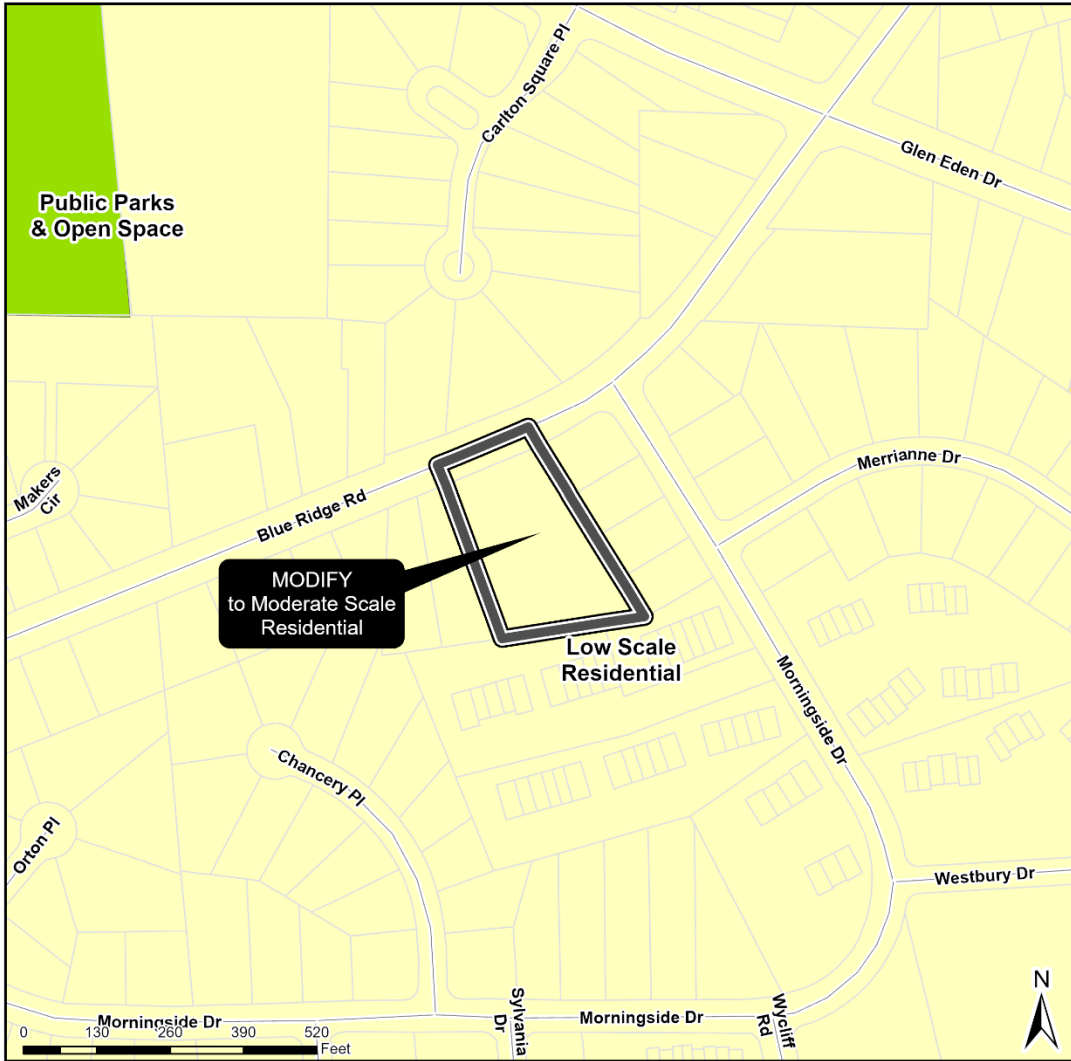 Carlton Square Pl
Glen Eden Dr
Public Parks
& Open Space
Merrianne Dr
Makers
Cir
Blue Ridge Rd
MODIFY
to Moderate Scale
Residential
Low Scale
Residential
Morningside Dr
Chancery Pl
Orton Pl
Westbury Dr
N
Morningside Dr
Sylvania
Dr
Morningside Dr
Wycliff
Rd
0 130 260 390 520
Feet